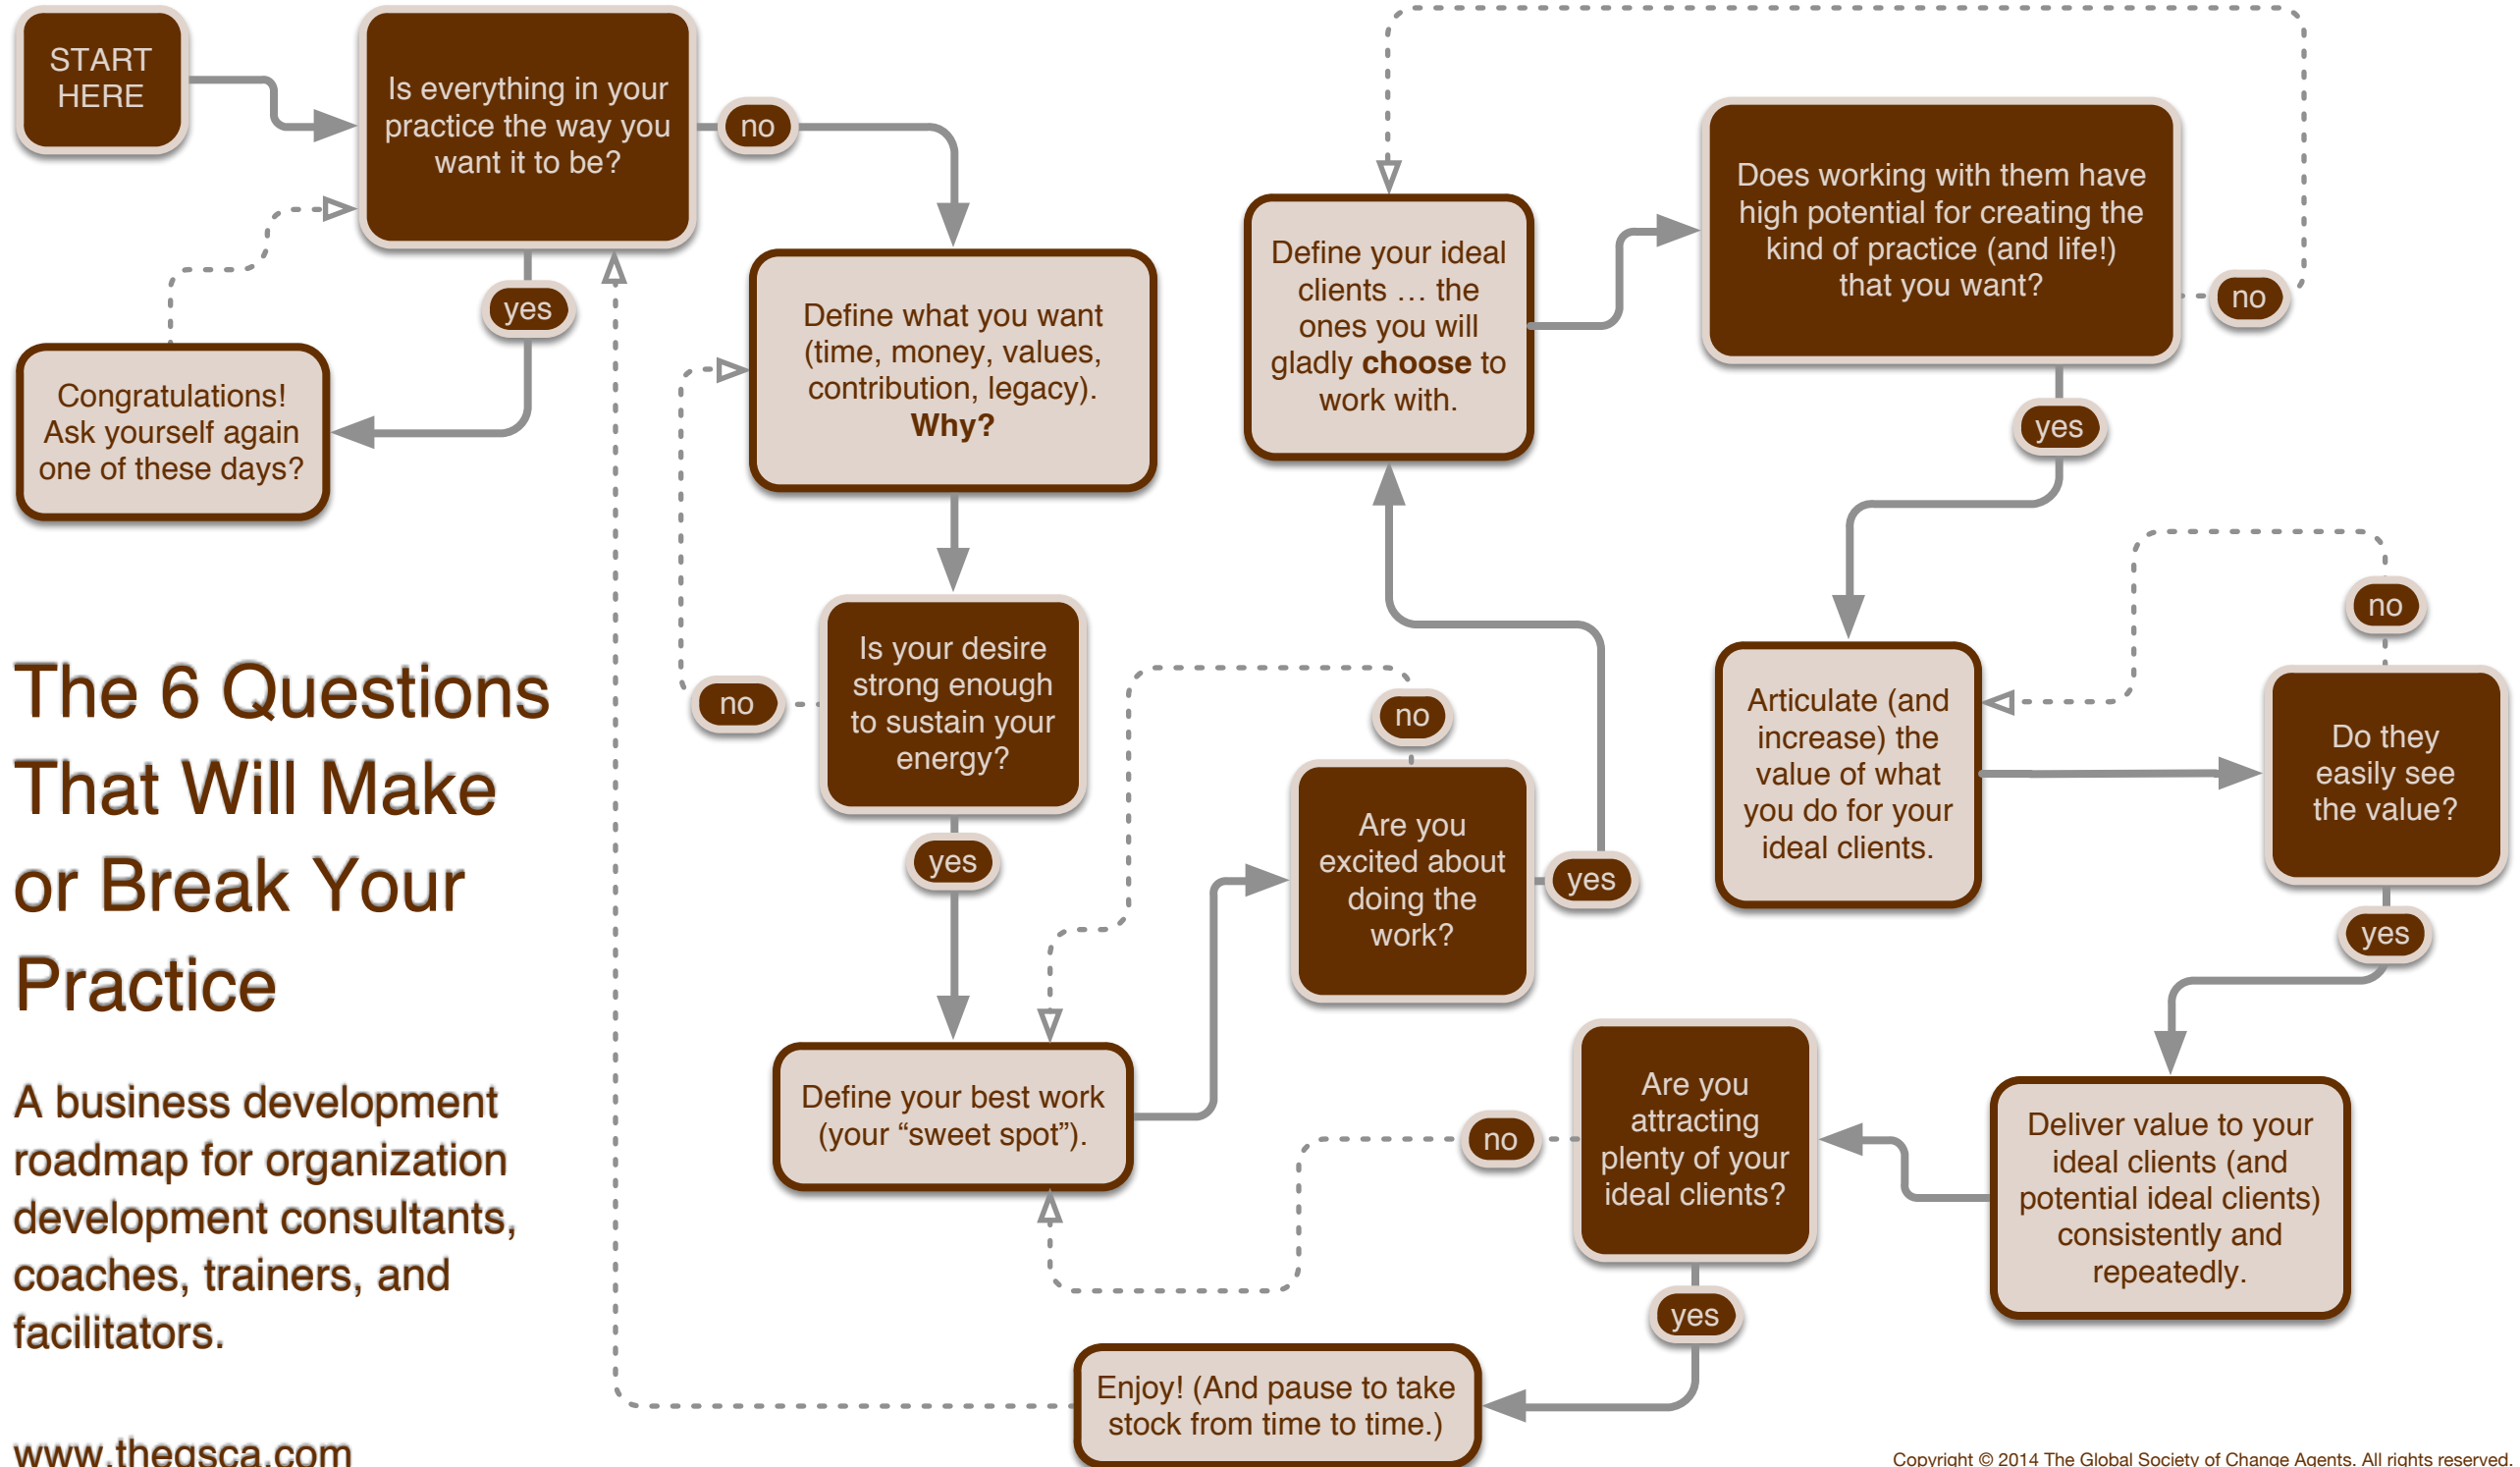 START
HERE
Is everything in your
practice the way you
want it to be?
no
yes
Congratulations!
Ask yourself again
one of these days?
Define what you want
(time, money, values,
contribution, legacy).
Why?
Is your desire
strong enough
to sustain your
energy?
no
yes
Define your best work
(your “sweet spot”).
Are you
excited about
doing the
work?
no
yes
Define your ideal
clients … the
ones you will
gladly choose to
work with.
Does working with them have
high potential for creating the
kind of practice (and life!)
that you want?
no
yes
Articulate (and
increase) the
value of what
you do for your
ideal clients.
Do they
easily see
the value?
no
yes
Deliver value to your
ideal clients (and
potential ideal clients)
consistently and
repeatedly.
Are you
attracting
plenty of your
ideal clients?
no
yes
Enjoy! (And pause to take
stock from time to time.)
The 6 Questions
That Will Make
or Break Your
Practice
A business development
roadmap for organization
development consultants,
coaches, trainers, and
facilitators.
www.thegsca.com
Copyright © 2014 The Global Society of Change Agents. All rights reserved.